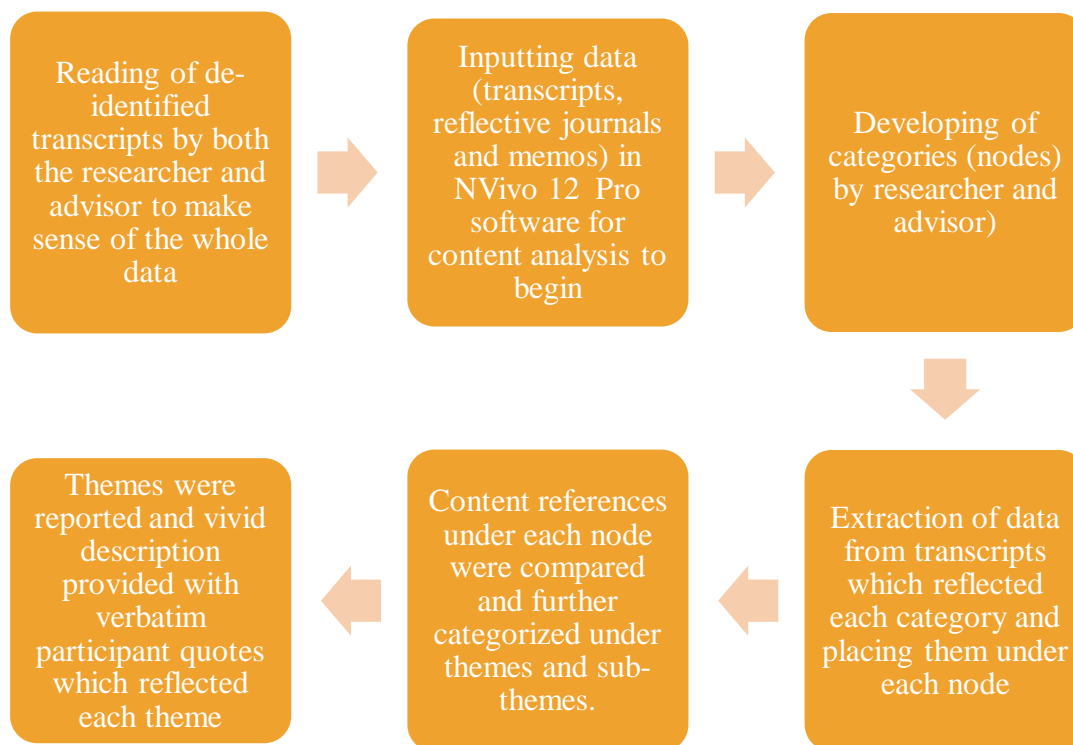 Reading of de-
identified
transcripts by both
the researcher and
advisor to make
sense of the whole
data
Inputting data
(transcripts,
reflective journals
and memos) in
NVivo 12 Pro
software for
content analysis to
begin
Developing of
categories (nodes)
by researcher and
advisor)
Extraction of data
from transcripts
which reflected
each category and
placing them under
each node
Content references
under each node
were compared
and further
categorized under
themes and sub-
themes.
Themes were
reported and vivid
description
provided with
verbatim
participant quotes
which reflected
each theme